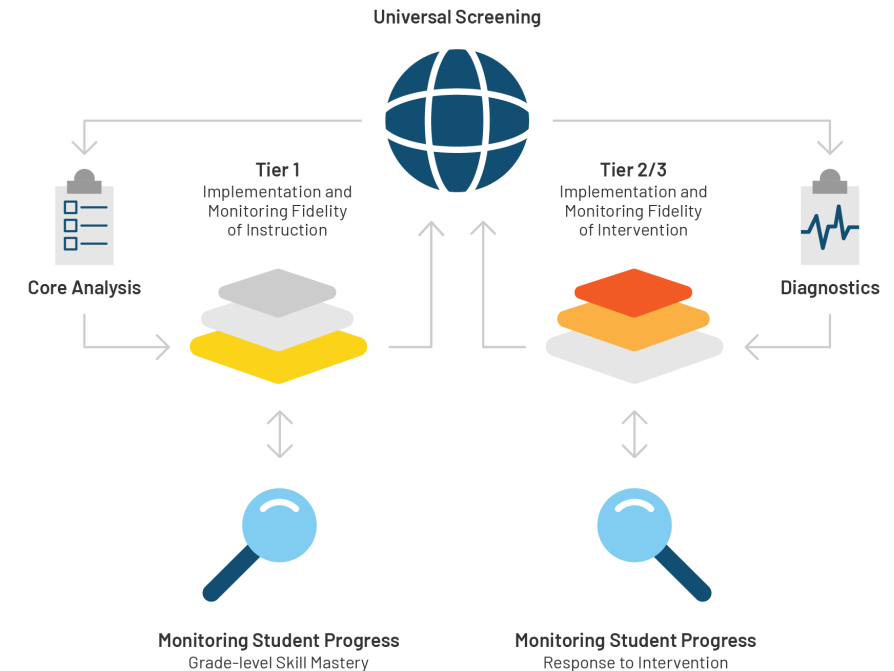 Universal Screening
Tier 1
Implementation and
Monitoring Fidelity
of Instruction
Tier 2/3
Implementation and
Monitoring Fidelity
of Intervention
Core Analysis
Diagnostics
Monitoring Student Progress
Grade-level Skill Mastery
Monitoring Student Progress
Response to Intervention